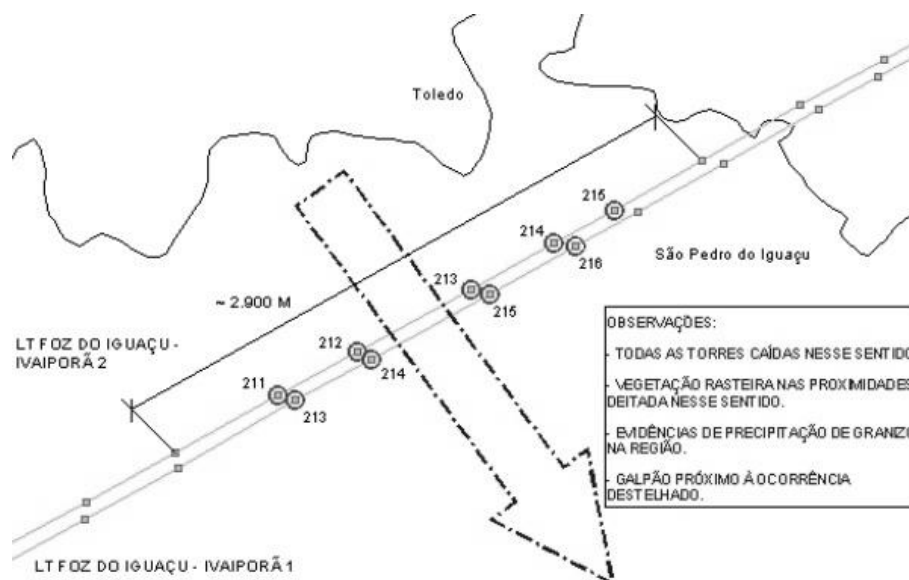 Toledo
215
214
216
São Pedro do Iguaçu
213
215
~ 2.900 M
212
214
LT FOZ DO IGUAÇU -
IVAIPORÃ 2
211
213
OBSERVAÇÕES:
- TODAS AS TORRES CAÍDAS NESSE SENTIDO
- VEGETAÇÃO RASTEIRA NAS PROXIMIDADES
DEITADA NESSE SENTIDO.
- EVIDÊNCIAS DE PRECIPITAÇÃO DE GRANIZO
NA REGIÃO.
- GALPÃO PRÓXIMO À OCORRÊNCIA
DESTELHADO.
LT FOZ DO IGUAÇU - IVAIPORÃ 1